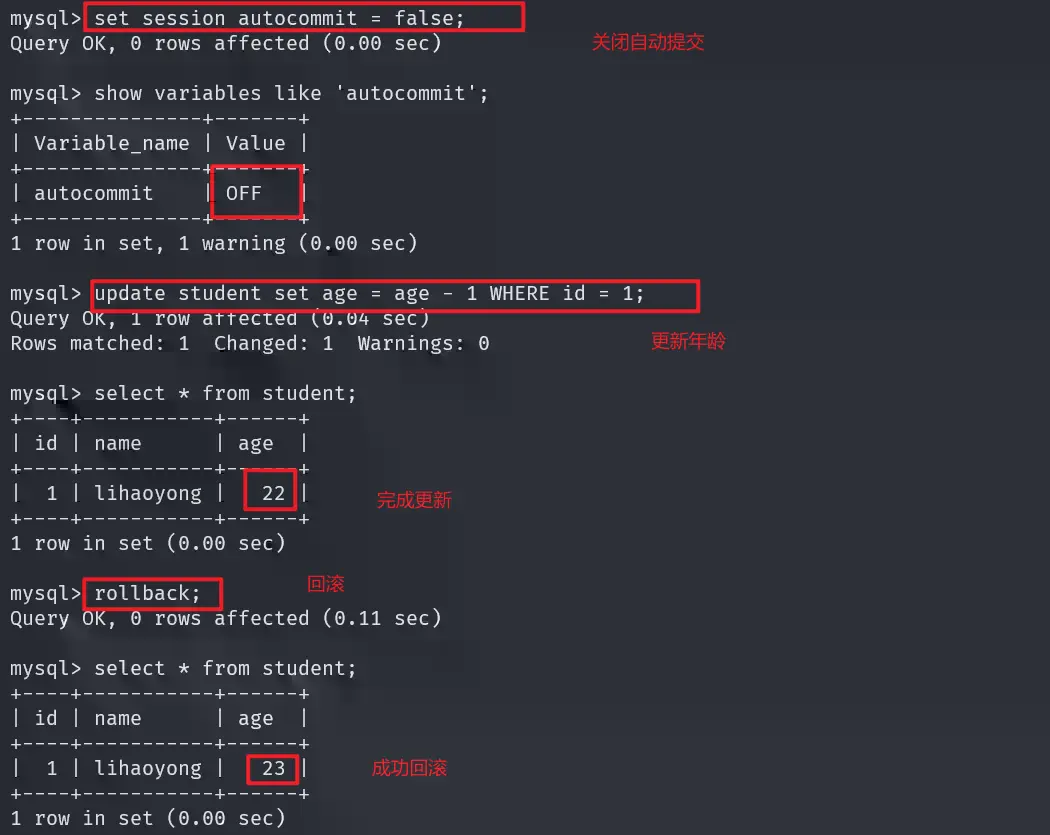 mysql> set session autocommit = false;
Query OK, 0 rows affected (0.00 sec)
关闭自动提交
mysql> show variables like 'autocommit';
+---------------+-------+
| Variable_name | Value |
+---------------+-------+
| autocommit    | OFF   |
+---------------+-------+
1 row in set, 1 warning (0.00 sec)
mysql> update student set age = age - 1 WHERE id = 1;
Query OK, 1 row affected (0.04 sec)
Rows matched: 1  Changed: 1  Warnings: 0
更新年龄
mysql> select * from student;
+----+-----------+------+
| id | name      | age  |
+----+-----------+------+
|  1 | lihaoyong |   22 |
完成更新
+----+-----------+------+
1 row in set (0.00 sec)
回滚
mysql> rollback;
Query OK, 0 rows affected (0.11 sec)
mysql> select * from student;
+----+-----------+------+
| id | name      | age  |
+----+-----------+------+
|  1 | lihaoyong |   23 |
成功回滚
+----+-----------+------+
1 row in set (0.00 sec)